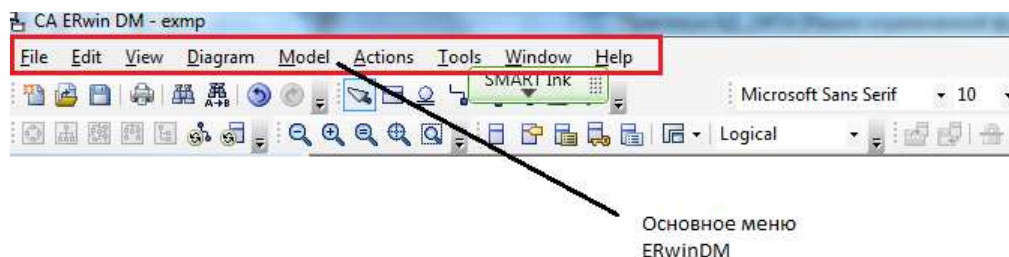 CA ERwin DM - exmp
File Edit View Diagram Model Actions Tools Window Help
SMART Ink
A→B Microsoft Sans Serif 10
Logical
Основное меню
ERwinDM